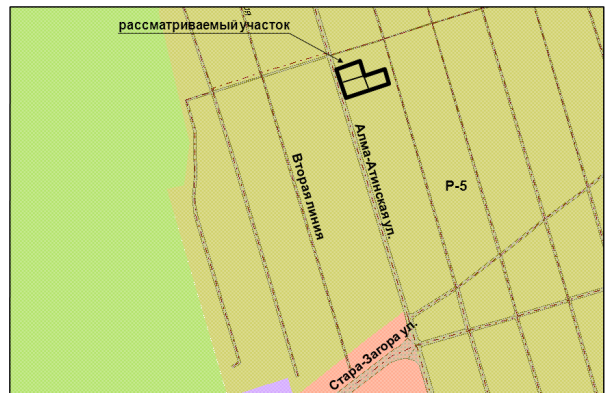 рассматриваемый участок
Алма-Атинская ул.
Вторая линия
Р-5
Стара-Загора ул.